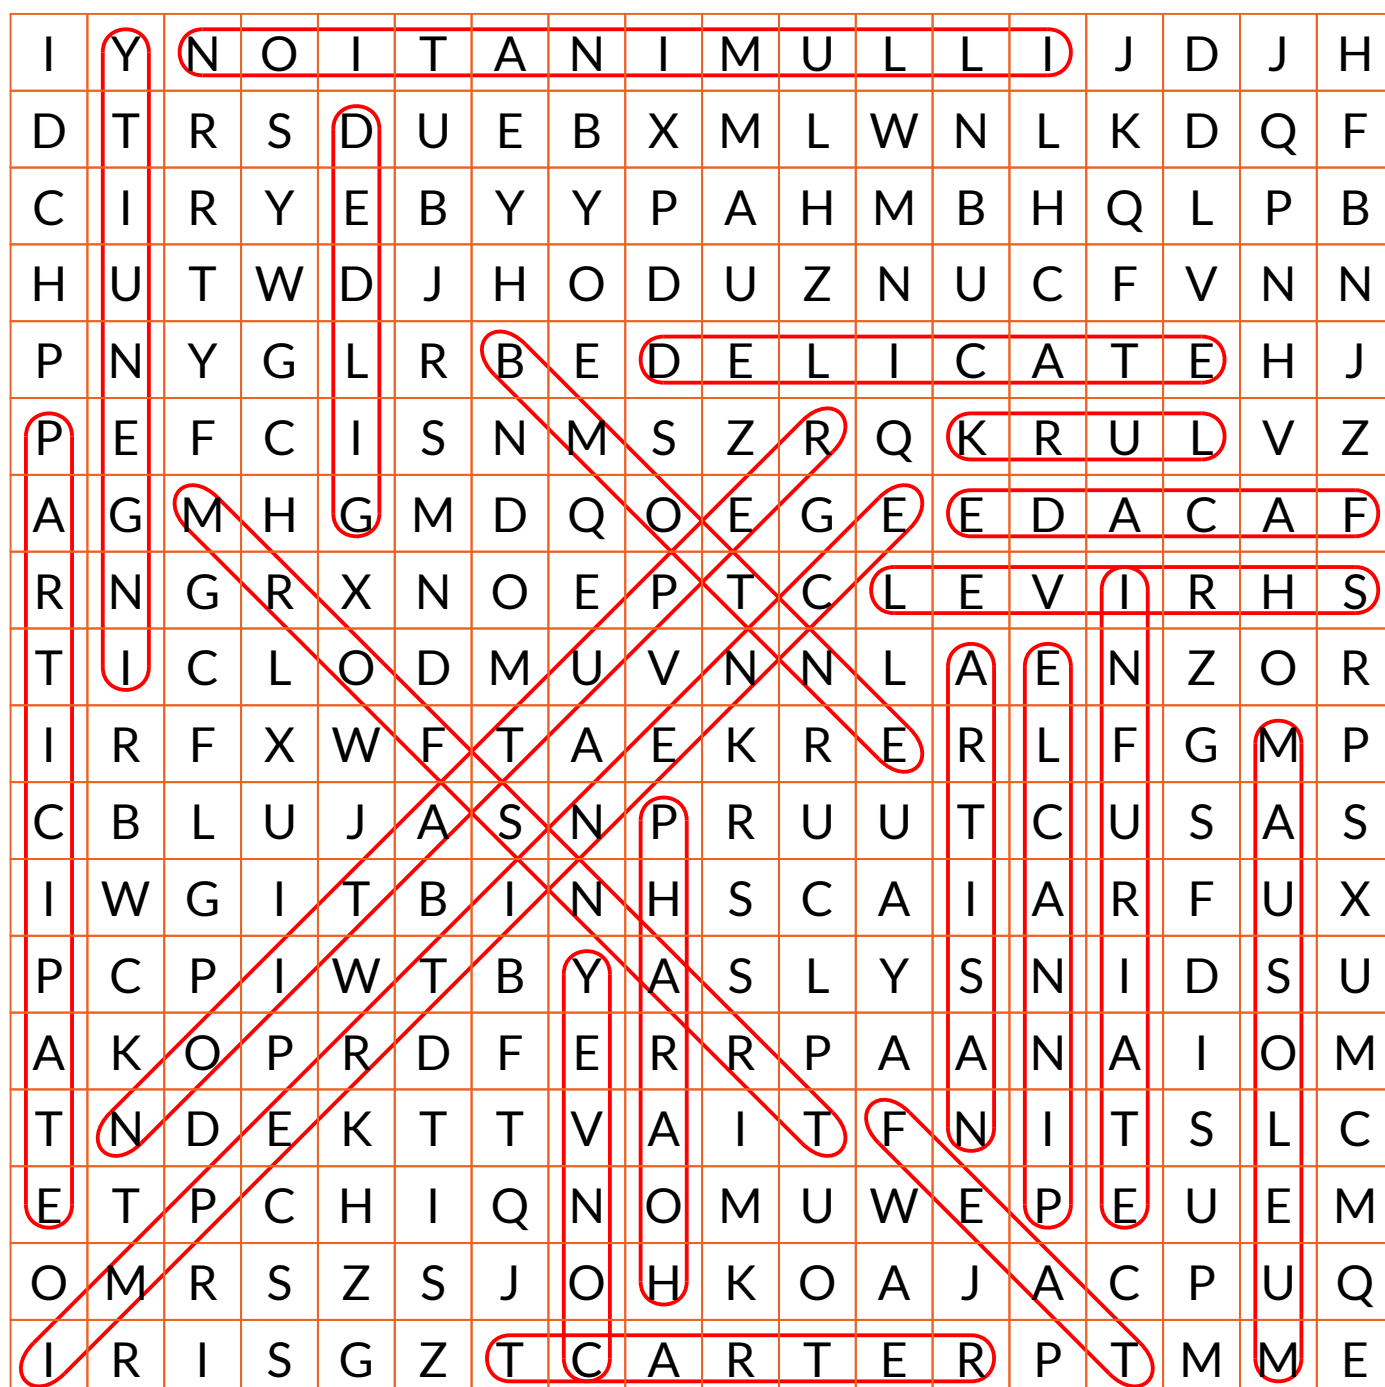 I Y N O I T A N I M U L L I J D J H
D T R S D U E B X M L W N L K D Q F
C I R Y E B Y Y P A H M B H Q L P B
H U T W D J H O D U Z N U C F V N N
P N Y G L R B E D E L I C A T E H J
P E F C I S N M S Z R Q K R U L V Z
A G M H G M D Q O E G E E D A C A F
R N G R X N O E P T C L E V I R H S
T I C L O D M U V N N L A E N Z O R
I R F X W F T A E K R E R L F G M P
C B L U J A S N P R U U T C U S A S
I W G I T B I N H S C A I A R F U X
P C P I W T B Y A S L Y S N I D S U
A K O P R D F E R R P A A N A I O M
T N D E K T T V A I T F N I T S L C
E T P C H I Q N O M U W E P E U E M
O M R S Z S J O H K O A J A C P U Q
I R I S G Z T C A R T E R P T M M E